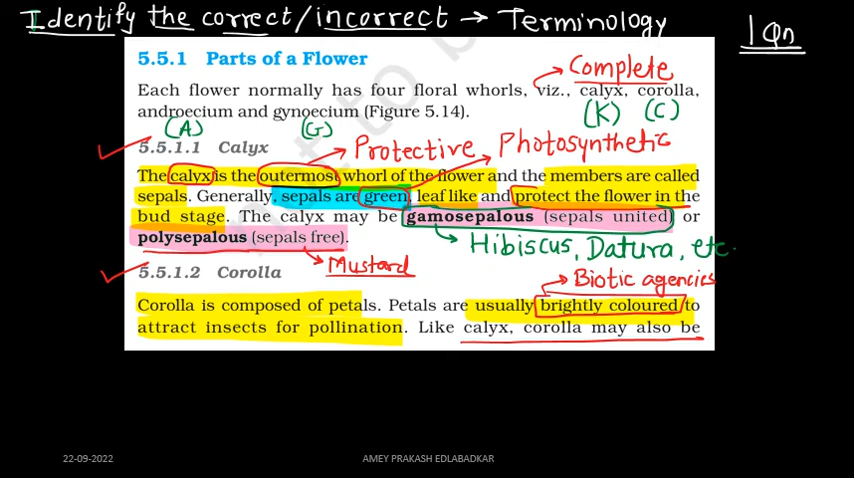 Identify the correct/incorrect → Terminology 1 Qn
5.5.1 Parts of a Flower
Complete
Each flower normally has four floral whorls, viz., calyx, corolla,
androecium and gynoecium (Figure 5.14). (K) (C)
(A) (G)
5.5.1.1 Calyx
Protective Photosynthetic
The calyx is the outermost whorl of the flower and the members are called
sepals. Generally, sepals are green, leaf like and protect the flower in the
bud stage. The calyx may be gamosepalous (sepals united) or
polysepalous (sepals free). Hibiscus, Datura, etc.
Mustard
5.5.1.2 Corolla
Biotic agencies
Corolla is composed of petals. Petals are usually brightly coloured to
attract insects for pollination. Like calyx, corolla may also be
22-09-2022 AMEY PRAKASH EDLABADKAR